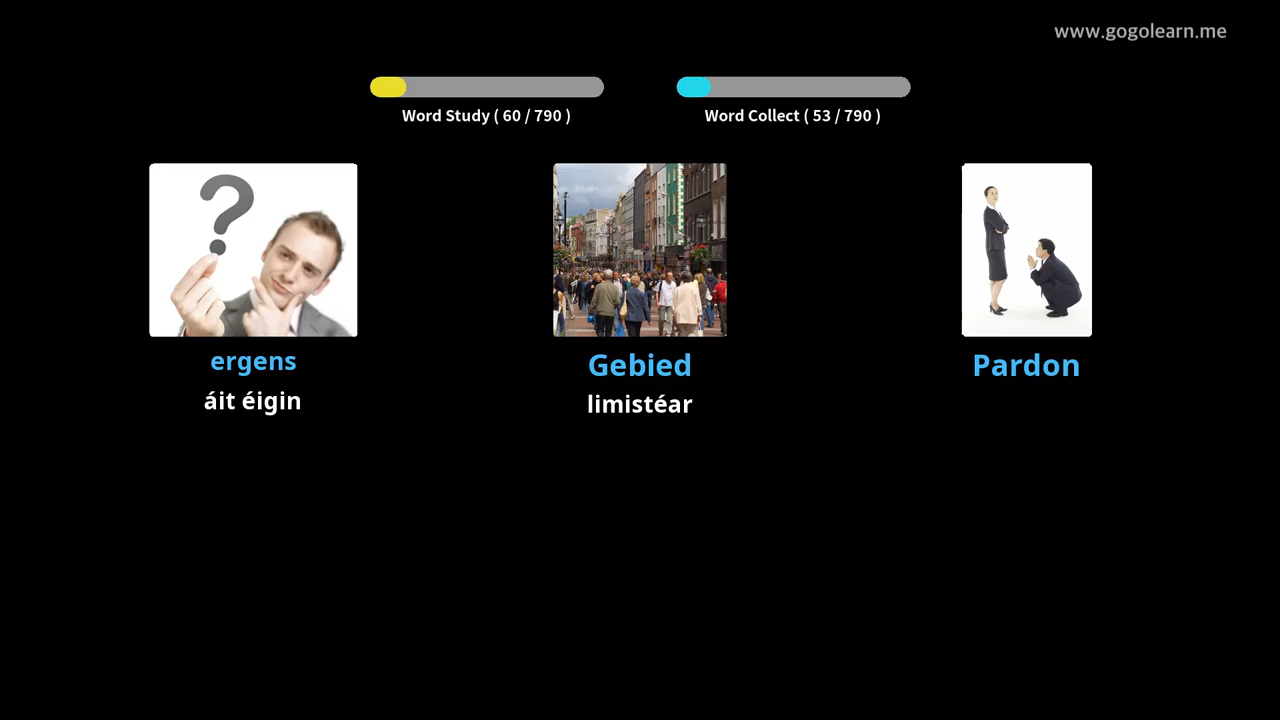 www.gogolearn.me
Word Study ( 60 / 790 )
Word Collect ( 53 / 790 )
ergens
áit éigin
Gebied
limistéar
Pardon